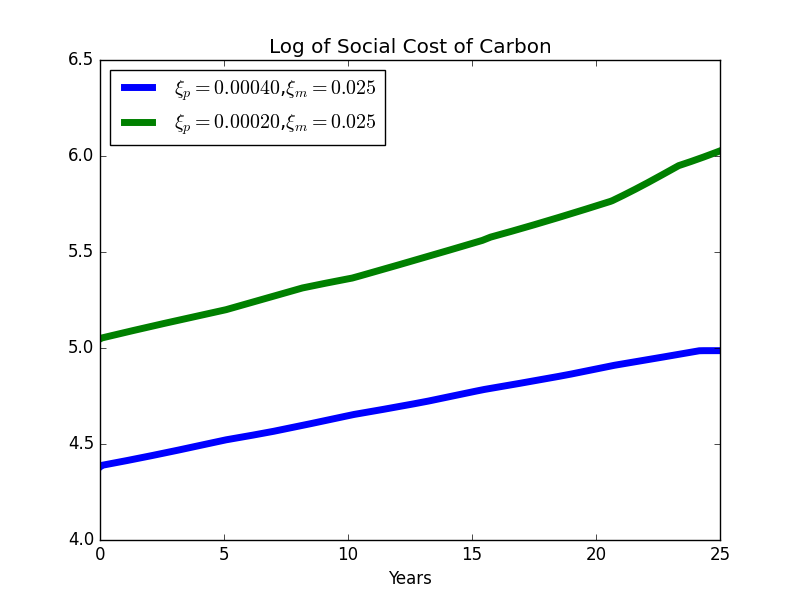 Log of Social Cost of Carbon
6.5
6.0
5.5
5.0
4.5
4.0
ξp = 0.00040,ξm = 0.025
ξp = 0.00020,ξm = 0.025
0 5 10 15 20 25
Years